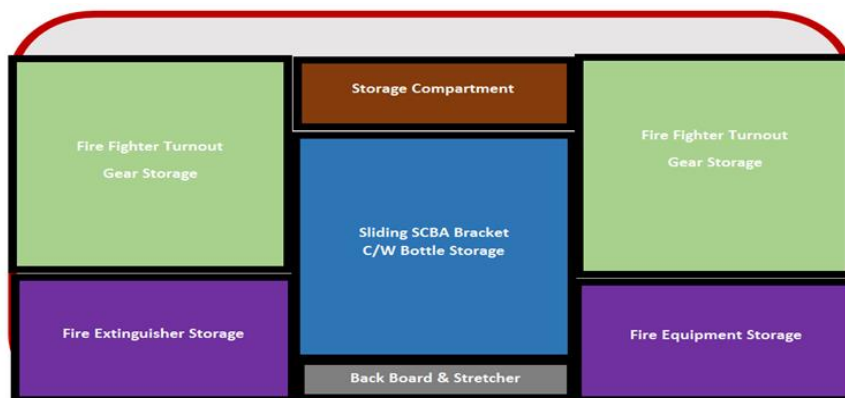 Storage Compartment
Fire Fighter Turnout
Gear Storage
Fire Fighter Turnout
Gear Storage
Sliding SCBA Bracket
C/W Bottle Storage
Fire Extinguisher Storage
Fire Equipment Storage
Back Board & Stretcher